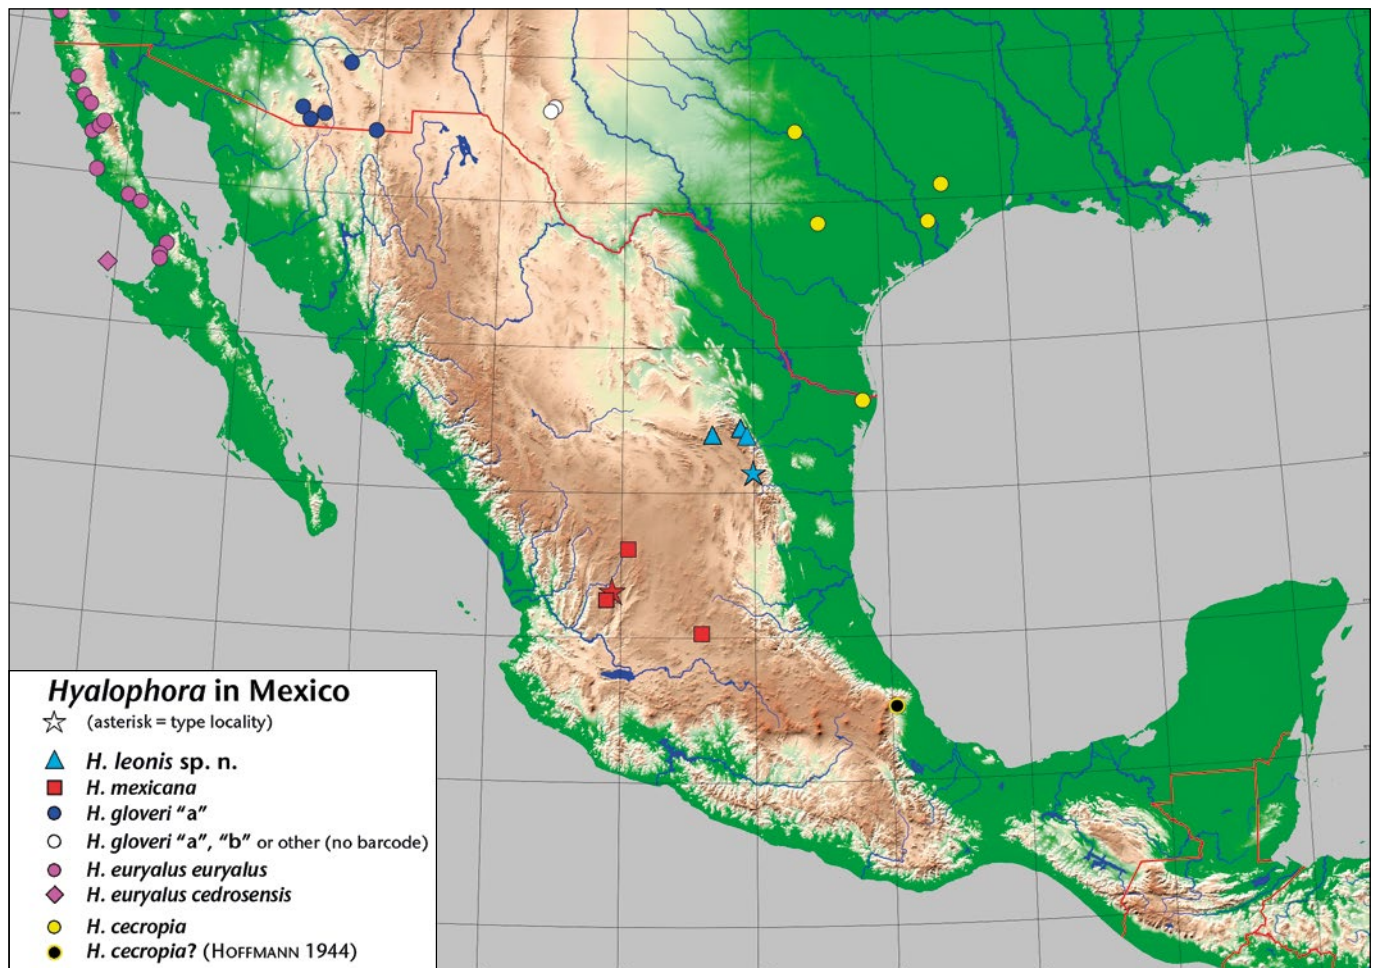 Hyalophora in Mexico
(asterisk = type locality)
H. leonis sp. n.
H. mexicana
H. gloveri "a"
H. gloveri "a", "b" or other (no barcode)
H. euryalus euryalus
H. euryalus cedrosensis
H. cecropia
H. cecropia? (HOFFMANN 1944)